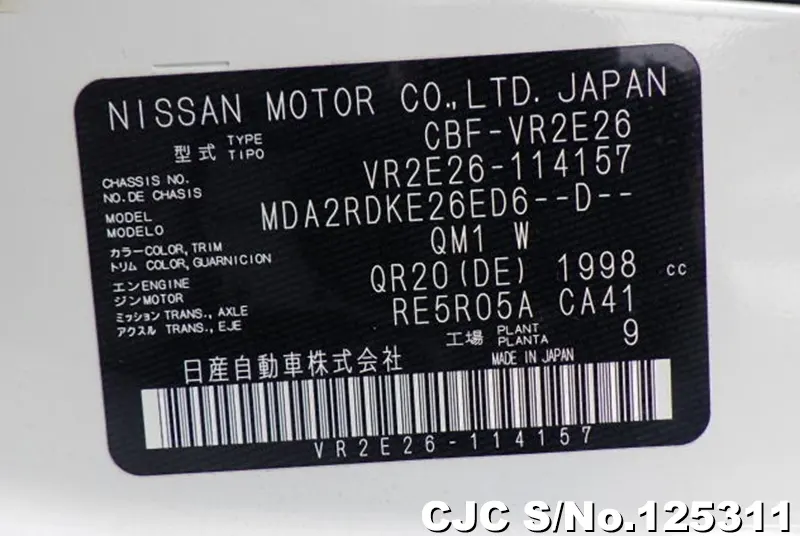 NISSAN MOTOR CO.,LTD. JAPAN
型式 TYPE TIPO CBF-VR2E26
CHASSIS NO. NO.DE CHASIS VR2E26-114157
MODEL MODELO MDA2RDKE26ED6--D--
カラー COLOR, TRIM トリム COLOR, GUARNICION QM1 W
エンジン ENGINE MOTOR QR20(DE) 1998 cc
ミッション アクスル TRANS., AXLE TRANS., EJE RE5R05A CA41
工場 PLANT PLANTA 9
日産自動車株式会社 MADE IN JAPAN
VR2E26-114157
CJC S/No.125311